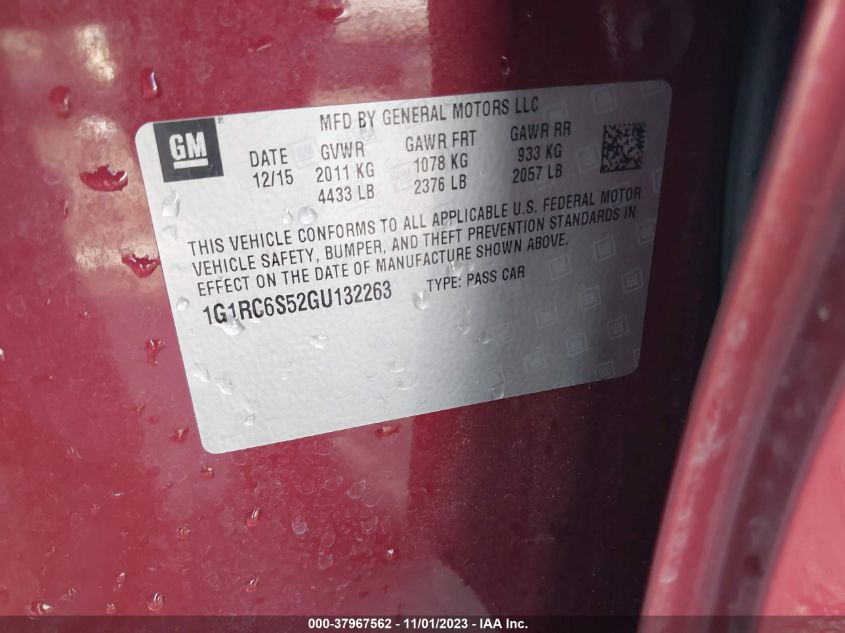 MFD BY GENERAL MOTORS LLC
GM
DATE GVWR GAWR FRT GAWR RR
12/15 2011 KG 1078 KG 933 KG
4433 LB 2376 LB 2057 LB
THIS VEHICLE CONFORMS TO ALL APPLICABLE U.S. FEDERAL MOTOR
VEHICLE SAFETY, BUMPER, AND THEFT PREVENTION STANDARDS IN
EFFECT ON THE DATE OF MANUFACTURE SHOWN ABOVE.
1G1RC6S52GU132263 TYPE: PASS CAR
000-37967562 - 11/01/2023 - IAA Inc.